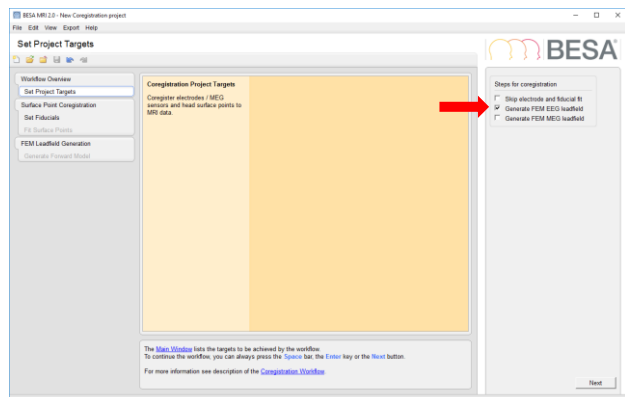 BESA MRI 2.0 - New Coregistration project
File Edit View Export Help
Set Project Targets
BESA
Workflow Overview
Set Project Targets
Surface Point Coregistration
Set Fiducials
Fit Surface Points
FEM Leadfield Generation
Generate Forward Model
Coregistration Project Targets
Coregister electrodes / MEG
sensors and head surface points to
MRI data.
Steps for coregistration
Skip electrode and fiducial fit
Generate FEM EEG leadfield
Generate FEM MEG leadfield
The Main Window lists the targets to be achieved by the workflow.
To continue the workflow, you can always press the Space bar, the Enter key or the Next button.
For more information see description of the Coregistration Workflow.
Next